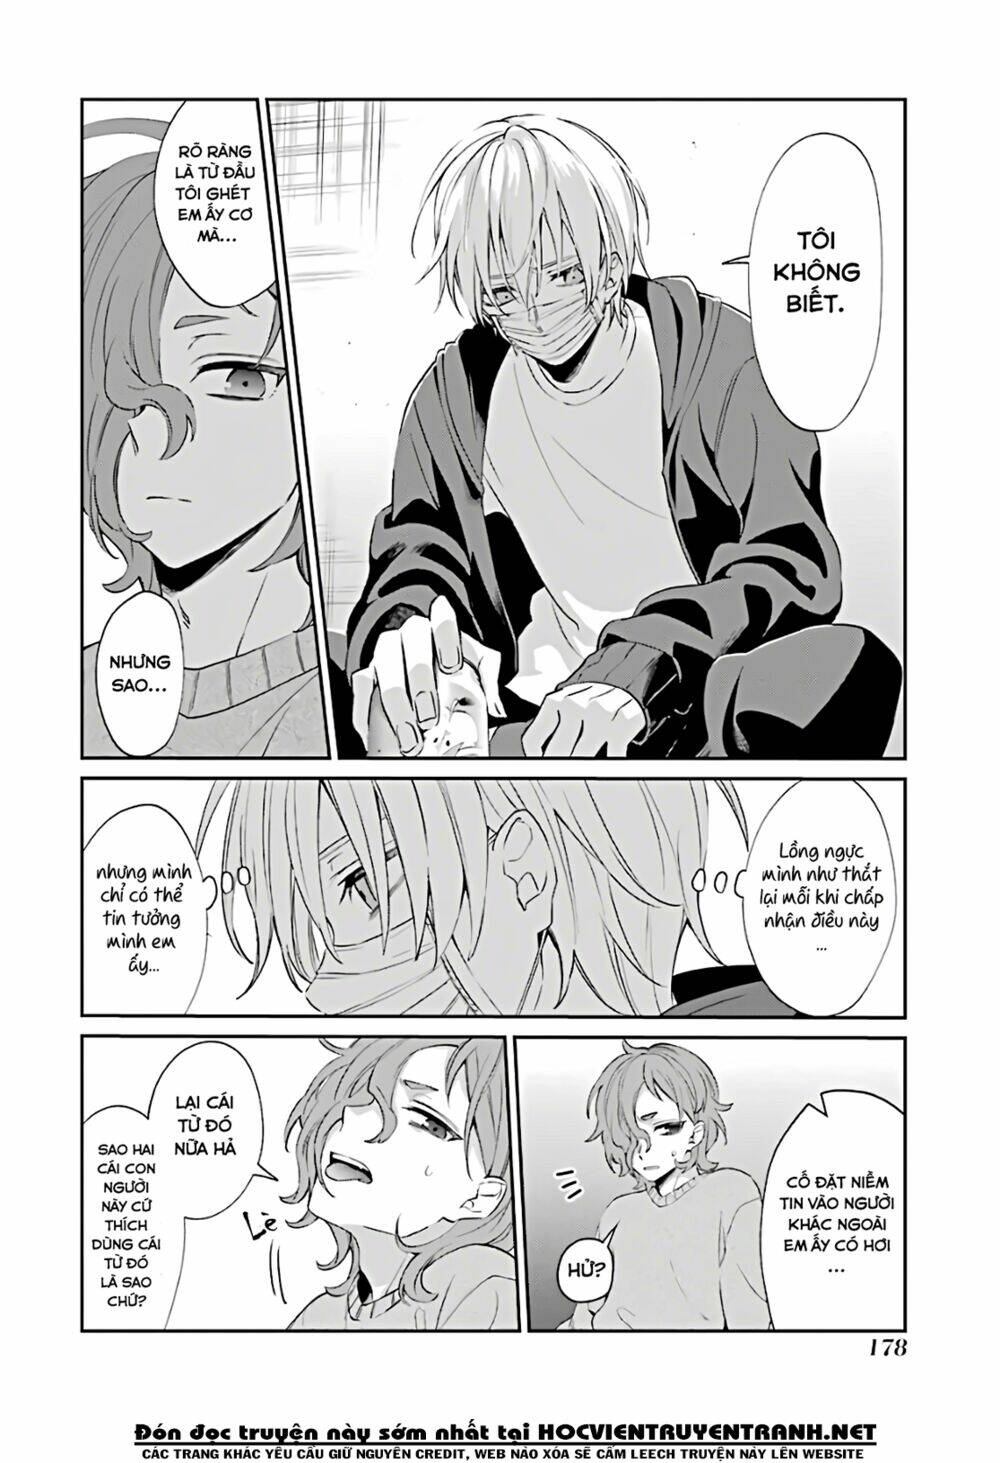 TÔI
KHÔNG
BIẾT.
RÕ RÀNG
LÀ TỪ ĐẦU
TÔI GHÉT
EM ẤY CƠ
MÀ...
NHƯNG
SAO...
Lồng ngực
mình như thắt
lại mỗi khi chấp
nhận điều này
...
nhưng mình
chỉ có thể
tin tưởng
mình em
ấy...
CỐ ĐẶT NIỀM
TIN VÀO NGƯỜI
KHÁC NGOÀI
EM ẤY CÓ HƠI
...
HỬ?
LẠI CÁI
TỪ ĐÓ
NỮA HẢ
Lè
SAO HAI
CÁI CON
NGƯỜI
NÀY CỨ
THÍCH
DÙNG CÁI
TỪ ĐÓ
LÀ SAO
CHỨ?
178
Đón đọc truyện này sớm nhất tại HOCVIENTRUYENTRANH.NET
CÁC TRANG KHÁC YÊU CẦU GIỮ NGUYÊN CREDIT, WEB NÀO XÓA SẼ CẤM LEECH TRUYỆN NÀY LÊN WEBSITE